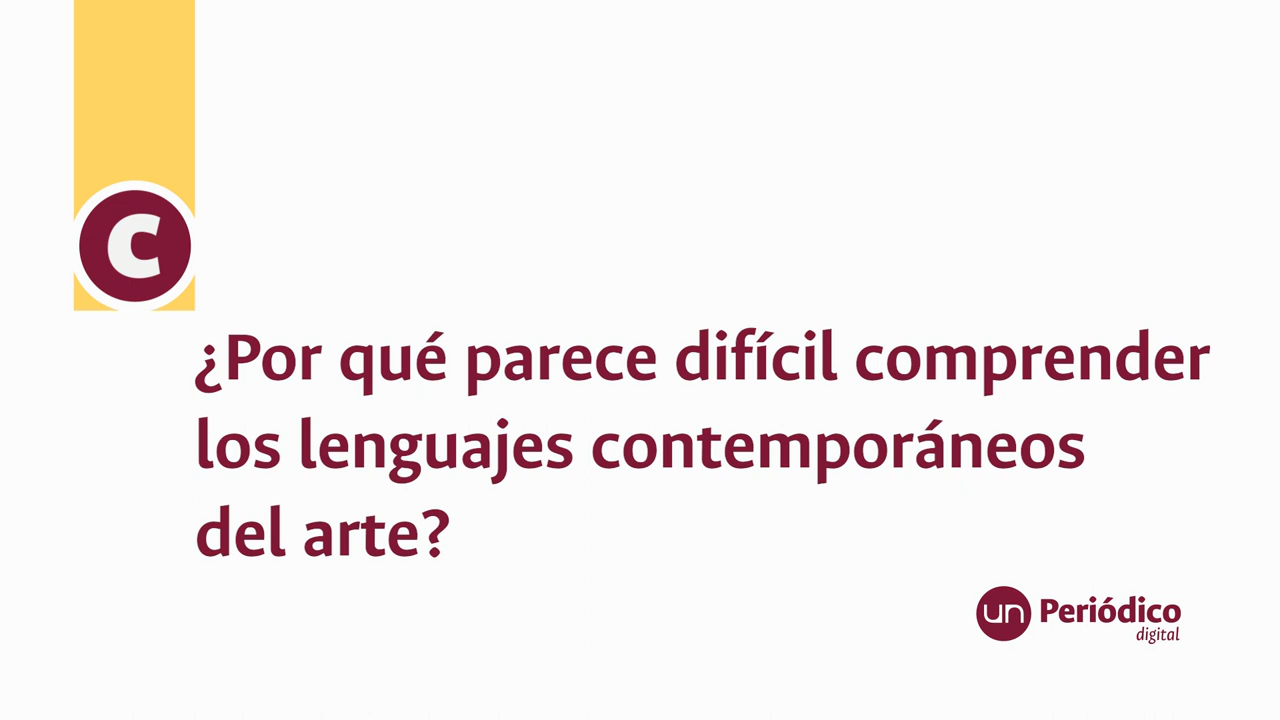 C
¿Por qué parece difícil comprender
los lenguajes contemporáneos
del arte?
un Periódico
digital